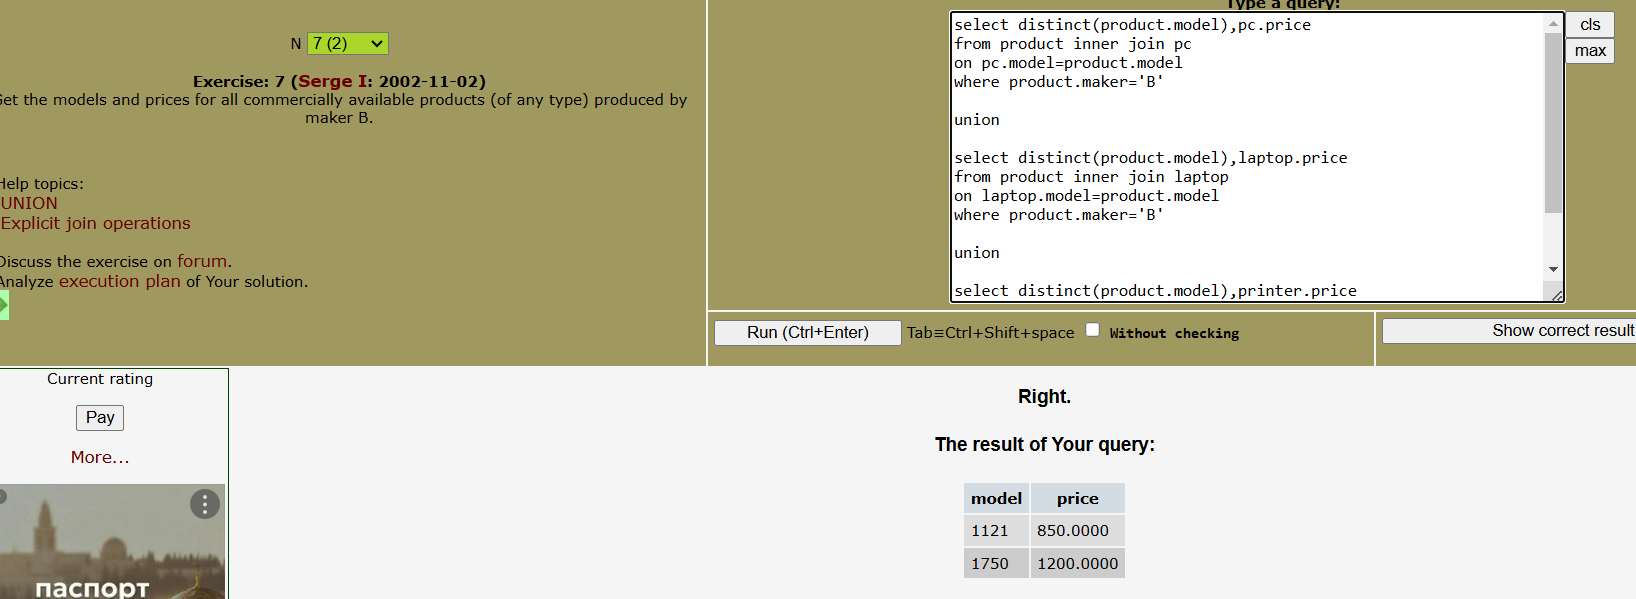 N 7 (2)
Exercise: 7 (Serge I: 2002-11-02)
Get the models and prices for all commercially available products (of any type) produced by
maker B.
Help topics:
UNION
Explicit join operations
Discuss the exercise on forum.
Analyze execution plan of Your solution.
Type a query:
select distinct(product.model),pc.price
from product inner join pc
on pc.model=product.model
where product.maker='B'
union
select distinct(product.model),laptop.price
from product inner join laptop
on laptop.model=product.model
where product.maker='B'
union
select distinct(product.model),printer.price
cls
max
Run (Ctrl+Enter) Tab≡Ctrl+Shift+space Without checking
Show correct result
Current rating
Pay
More...
паспорт
Right.
The result of Your query:
model price
1121 850.0000
1750 1200.0000